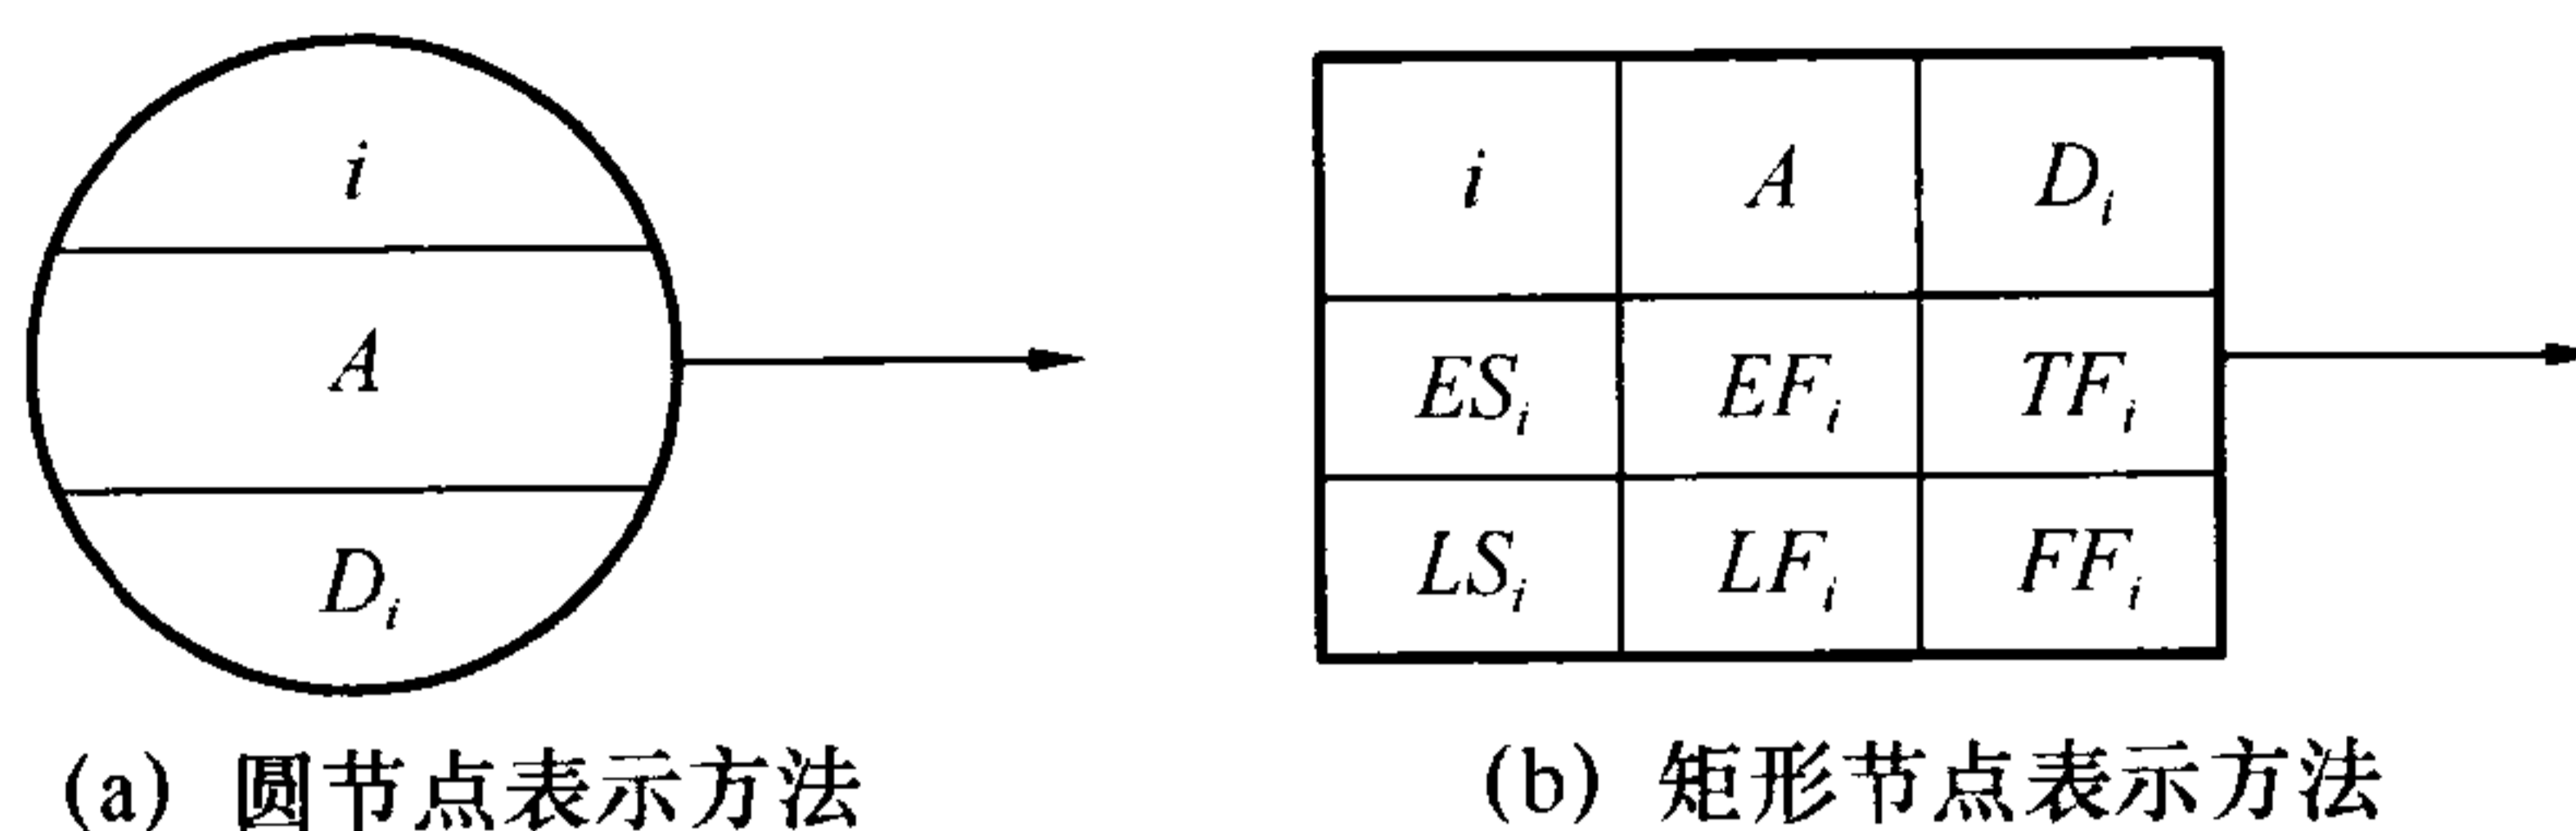 i
A
D_i
i A D_i
ES_i EF_i TF_i
LS_i LF_i FF_i
(a) 圆节点表示方法
(b) 矩形节点表示方法